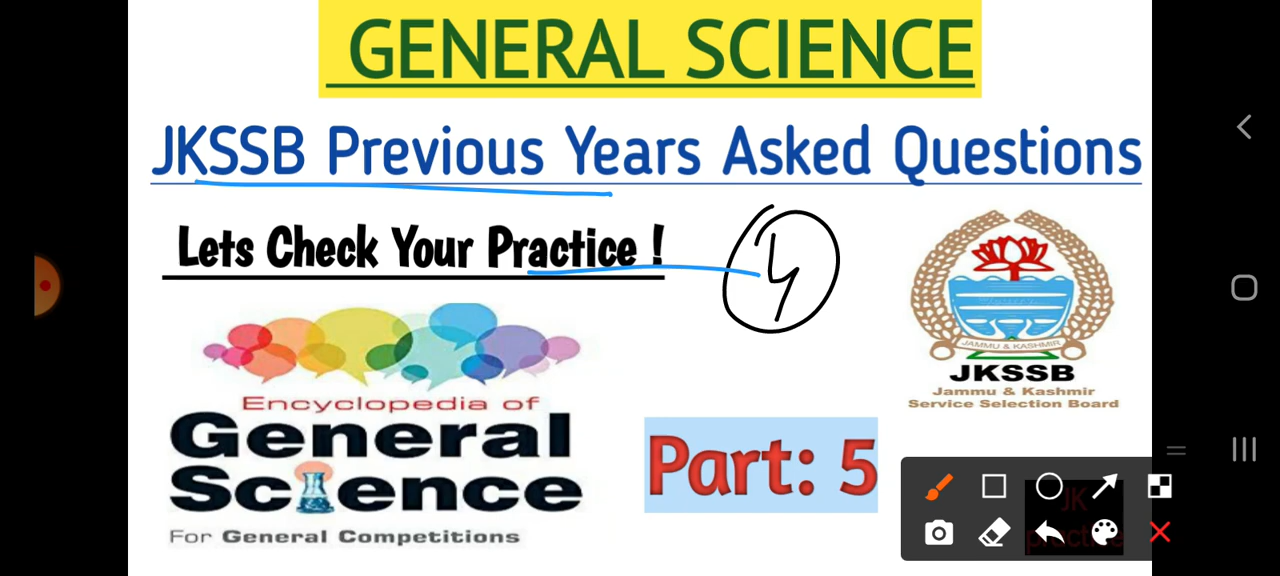 GENERAL SCIENCE
JKSSB Previous Years Asked Questions
Lets Check Your Practice !
4
JAMMU & KASHMIR
JKSSB
Jammu & Kashmir
Service Selection Board
Encyclopedia of
General
Science
For General Competitions
Part: 5
JK